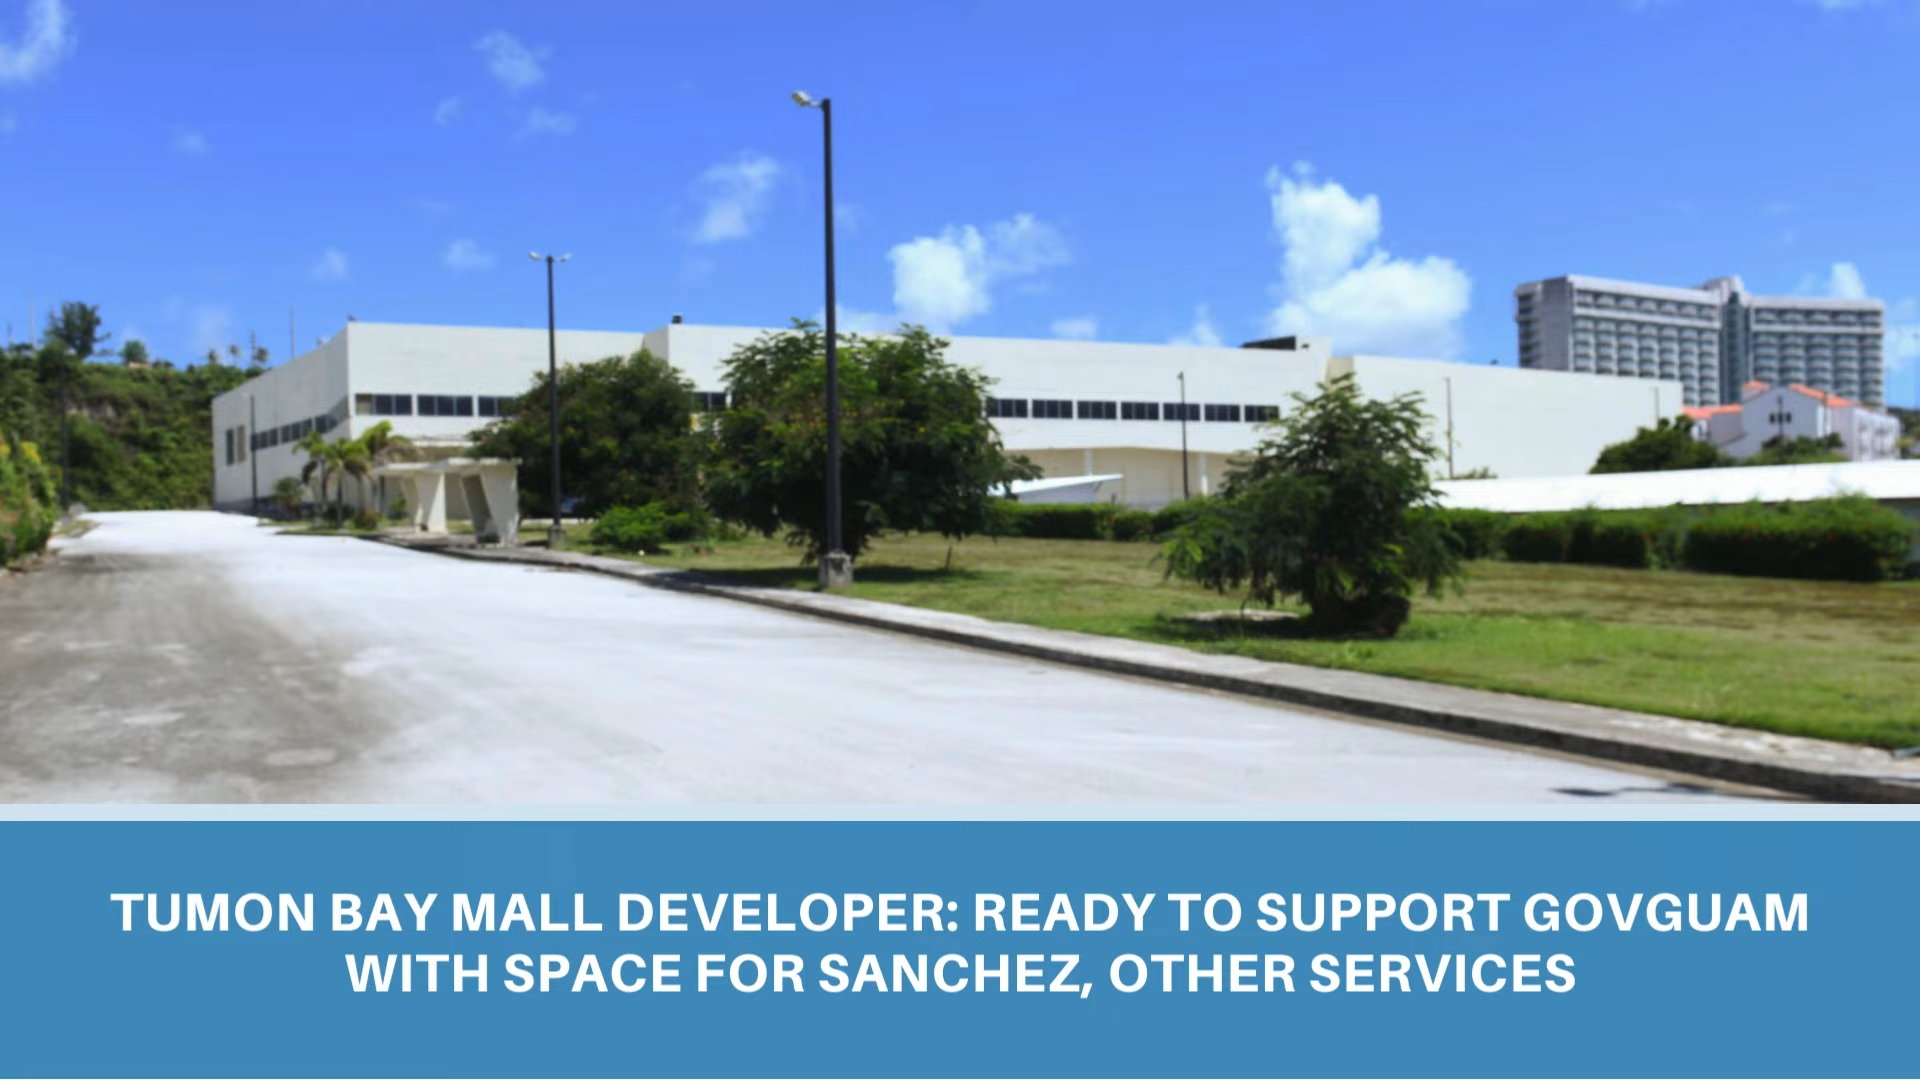 TUMON BAY MALL DEVELOPER: READY TO SUPPORT GOVGUAM
WITH SPACE FOR SANCHEZ, OTHER SERVICES